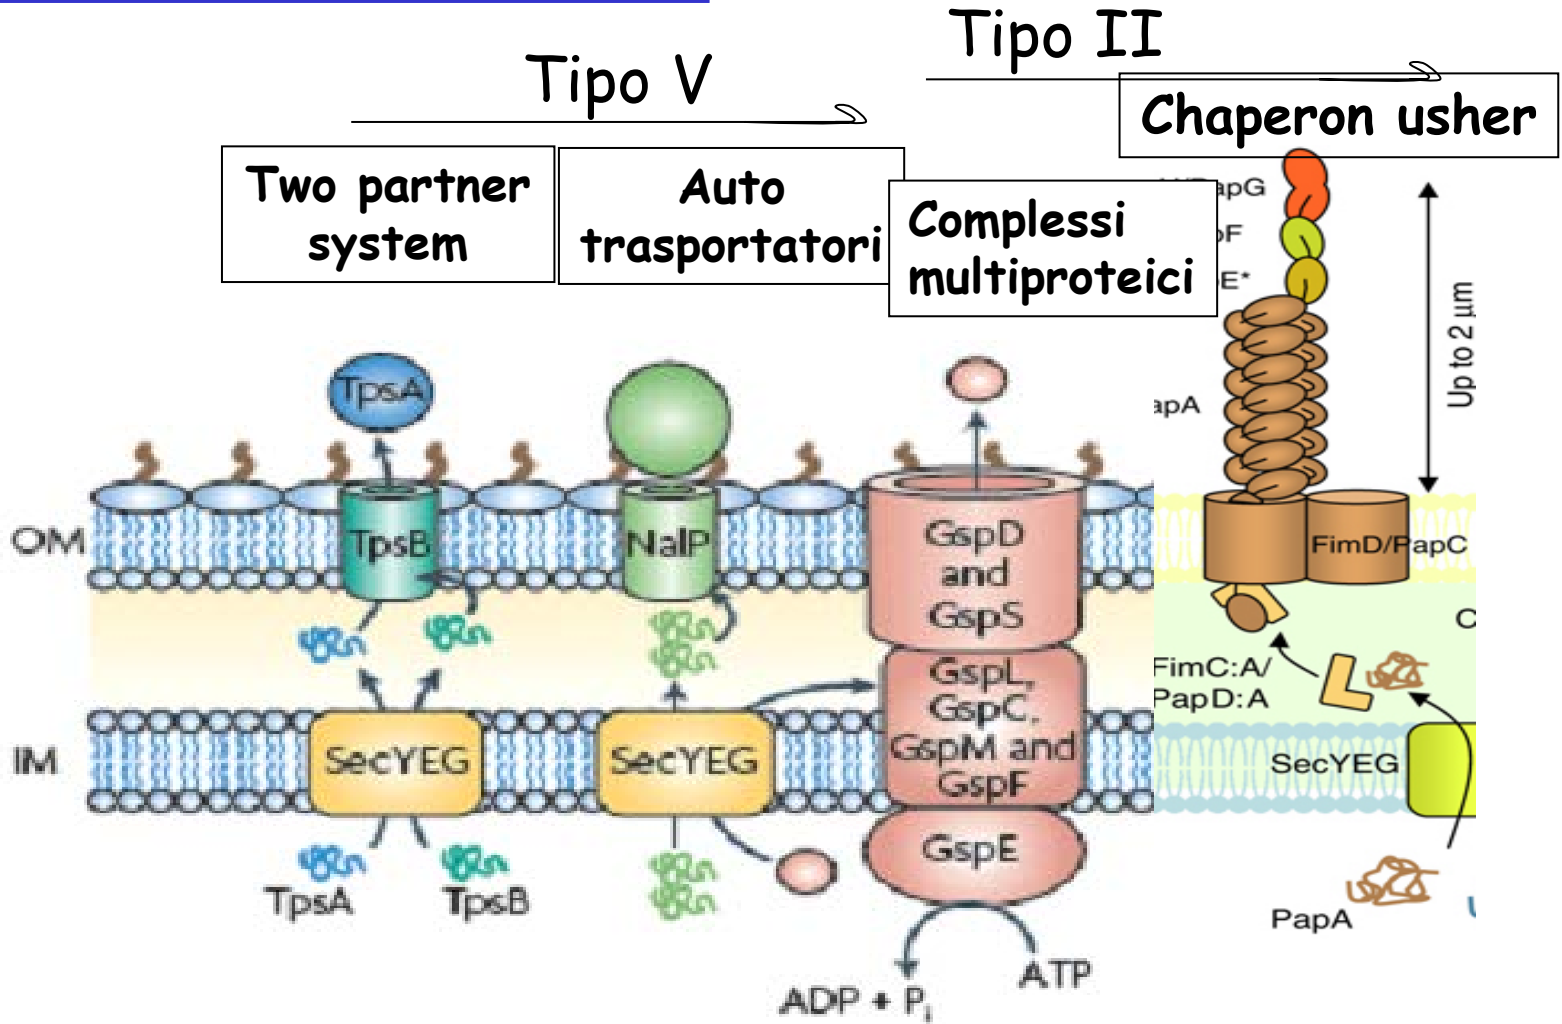 Tipo V
Tipo II
Two partner
system
Auto
trasportatori
Complessi
multiproteici
Chaperon usher
apG
F
E*
apA
Up to 2 µm
TpsA
OM
TpsB
NalP
GspD
and
GspS
FimD/PapC
C
GspL,
GspC,
GspM and
GspF
FimC:A/
PapD:A
IM
SecYEG
SecYEG
SecYEG
GspE
TpsA
TpsB
PapA
ADP + Pi
ATP